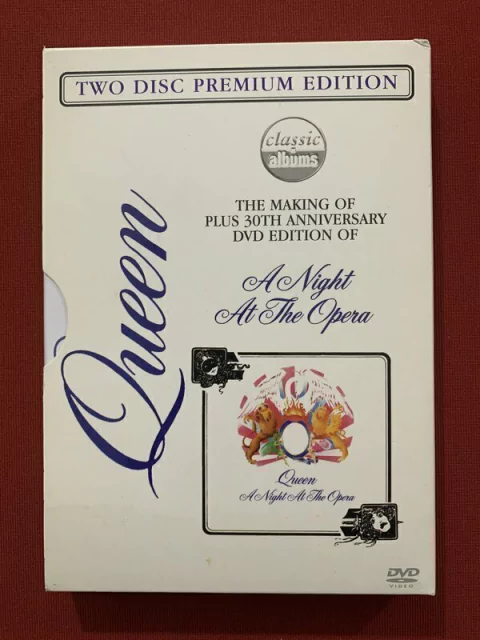 TWO DISC PREMIUM EDITION
classic
albums
THE MAKING OF
PLUS 30TH ANNIVERSARY
DVD EDITION OF
A Night
At The Opera
Queen
Queen
A Night At The Opera
DVD
VIDEO